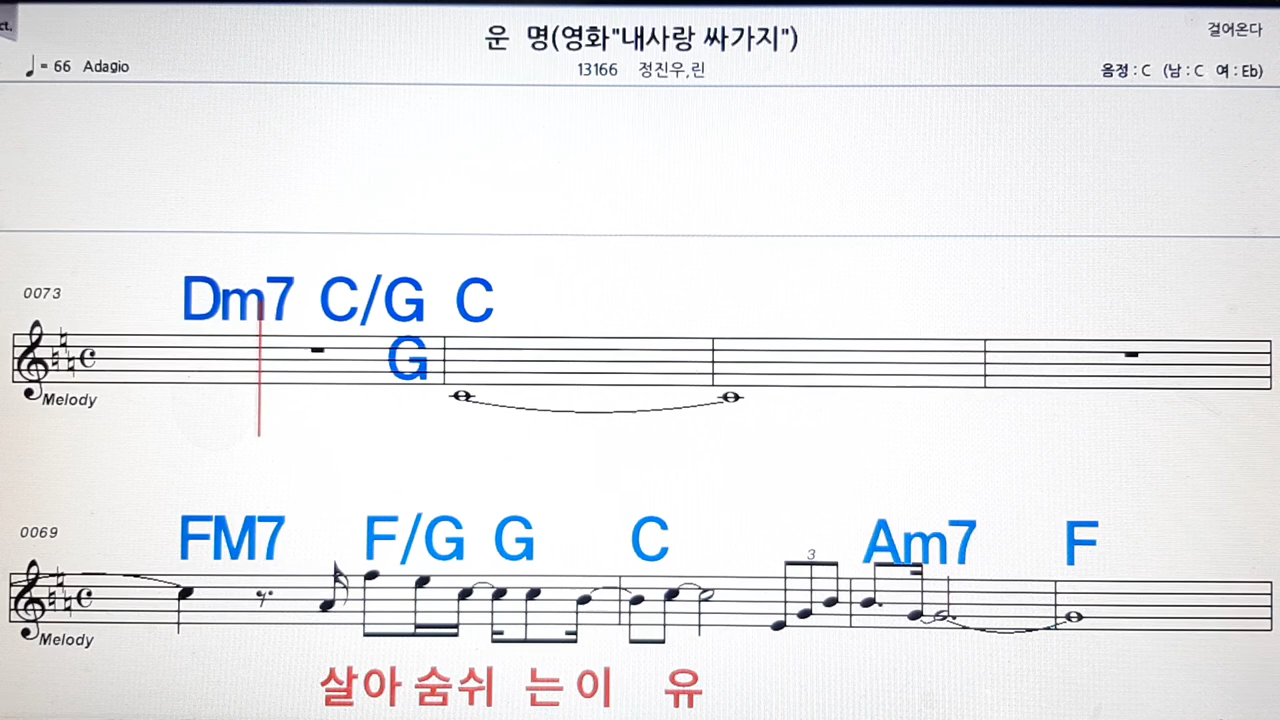 ct.
운 명(영화"내사랑 싸가지")
걸어온다
♩= 66 Adagio
13166 정진우,린
음정 : C (남 : C 여 : Eb)
0073
Dm7 C/G C
G
Melody
0069
FM7 F/G G C Am7 F
3
Melody
살아 숨쉬 는 이 유